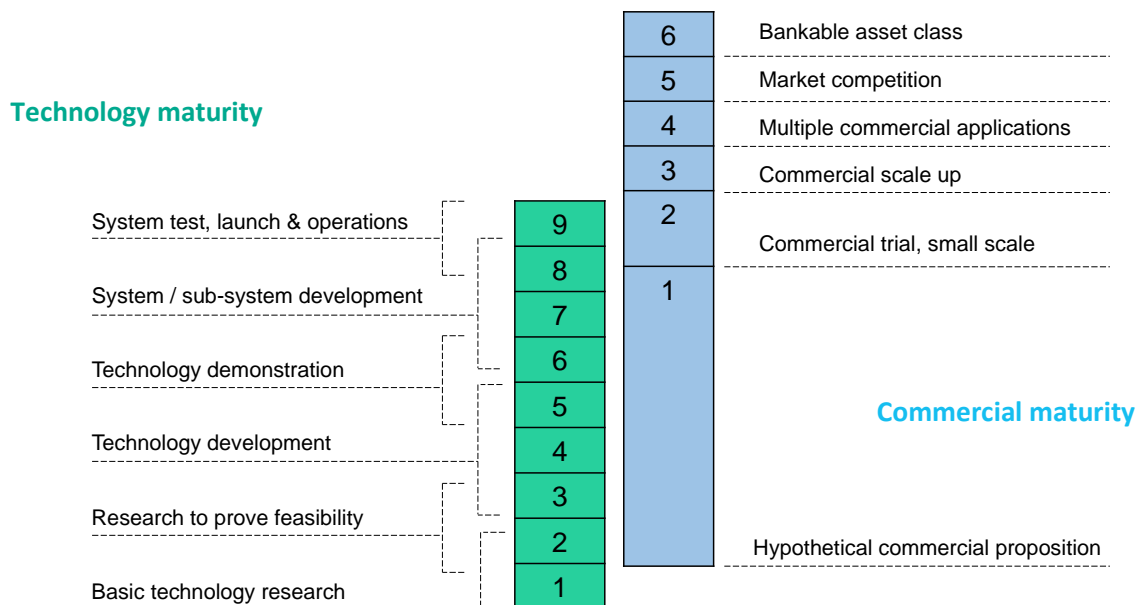 6 Bankable asset class
5 Market competition
Technology maturity
4 Multiple commercial applications
3 Commercial scale up
System test, launch & operations
9
2
Commercial trial, small scale
8
1
System / sub-system development
7
Technology demonstration
6
5
Commercial maturity
Technology development
4
3
Research to prove feasibility
2
Hypothetical commercial proposition
1
Basic technology research